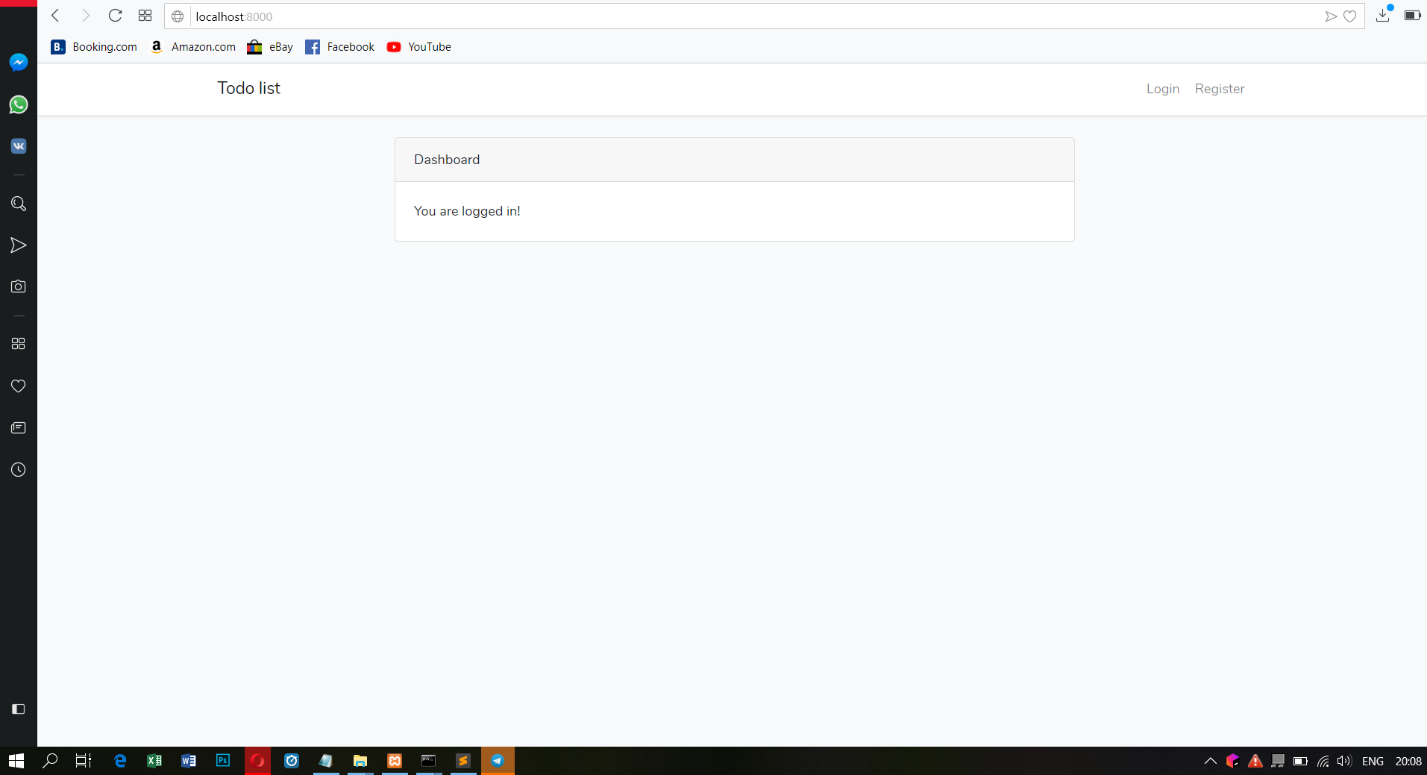 localhost:8000
B. Booking.com a Amazon.com eBay Facebook YouTube
Todo list Login Register
Dashboard
You are logged in!
Ps ENG 20:08